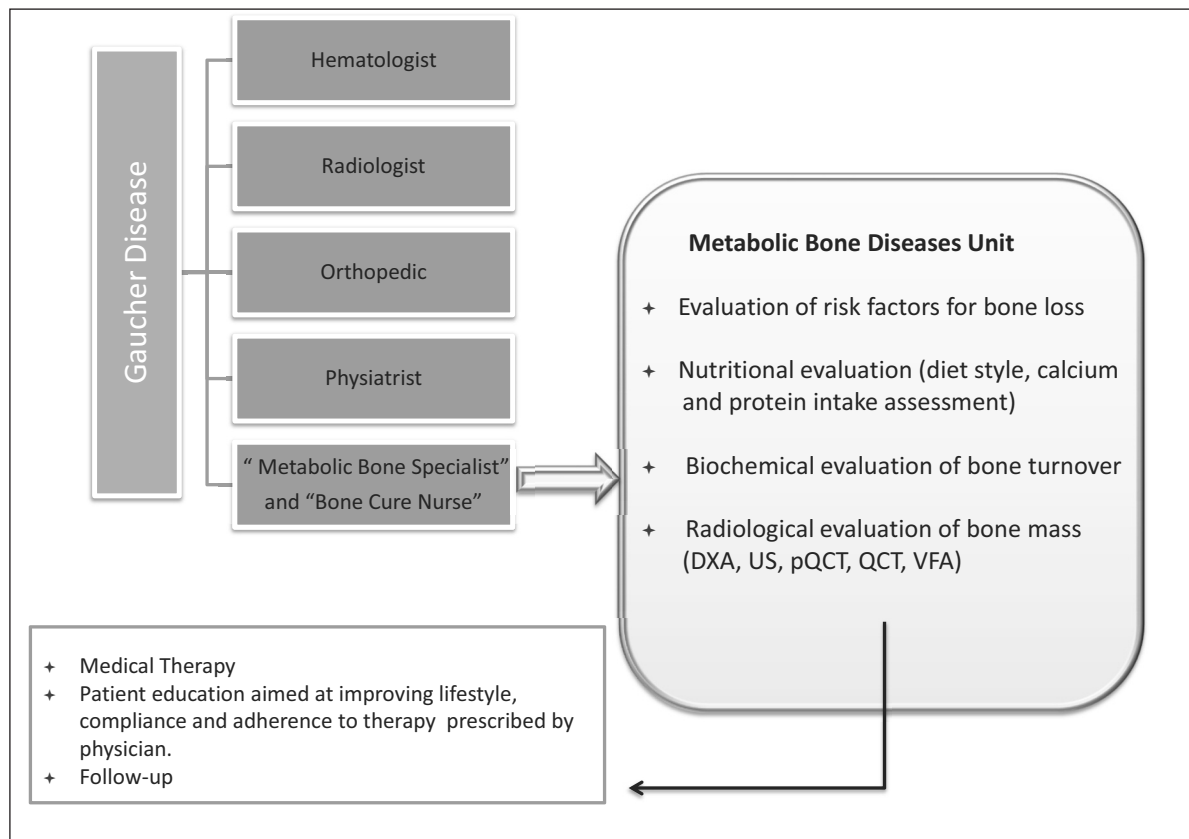 Gaucher Disease
Hematologist
Radiologist
Orthopedic
Physiatrist
“ Metabolic Bone Specialist”
and “Bone Cure Nurse”
Metabolic Bone Diseases Unit
Evaluation of risk factors for bone loss
Nutritional evaluation (diet style, calcium
and protein intake assessment)
Biochemical evaluation of bone turnover
Radiological evaluation of bone mass
(DXA, US, pQCT, QCT, VFA)
Medical Therapy
Patient education aimed at improving lifestyle,
compliance and adherence to therapy prescribed by
physician.
Follow-up